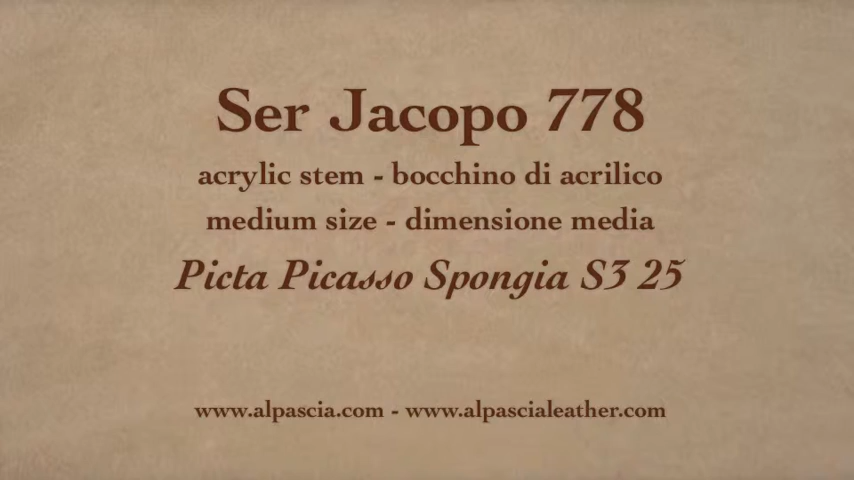 Ser Jacopo 778
acrylic stem - bocchino di acrilico
medium size - dimensione media
Picta Picasso Spongia S3 25
www.alpascia.com - www.alpascialeather.com